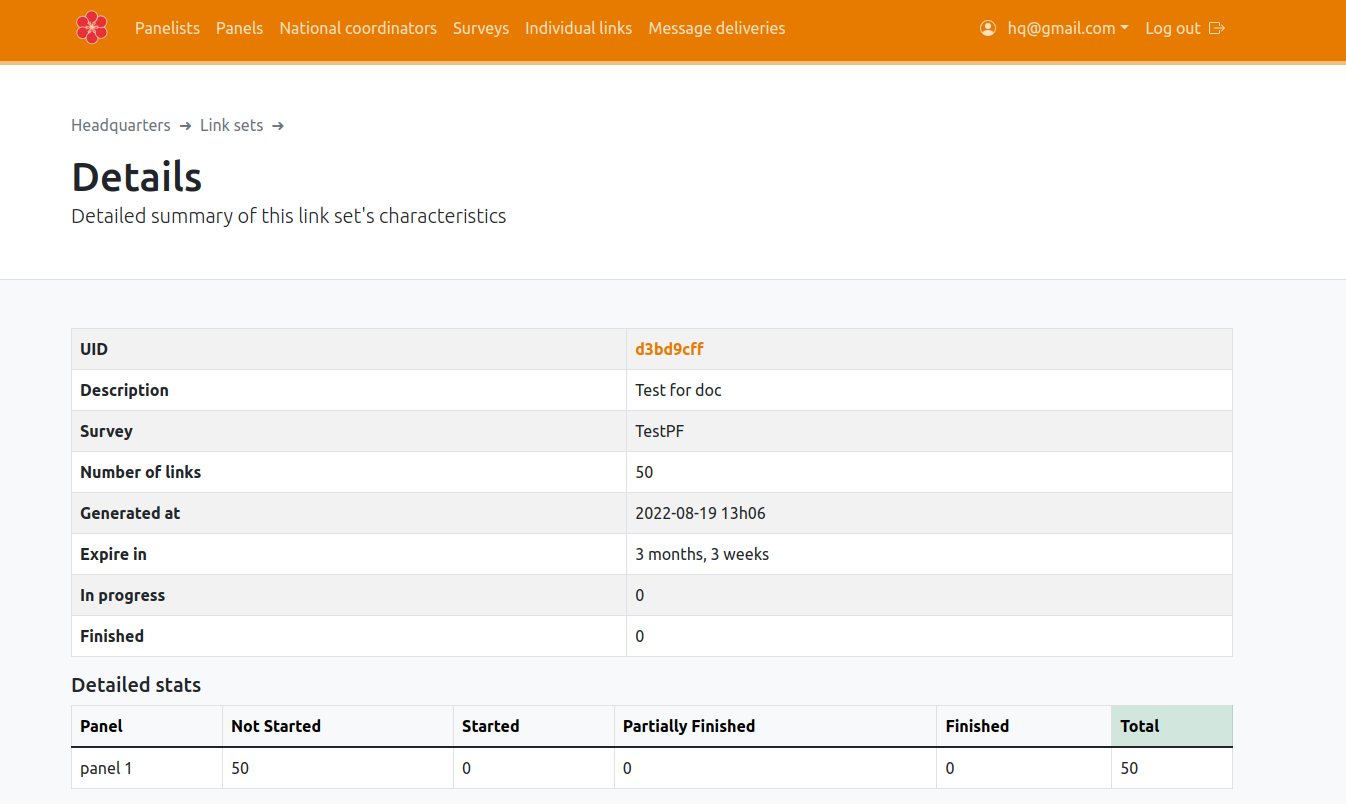 Panelists Panels National coordinators Surveys Individual links Message deliveries hq@gmail.com Log out
Headquarters ➔ Link sets ➔
Details
Detailed summary of this link set's characteristics
UID d3bd9cff
Description Test for doc
Survey TestPF
Number of links 50
Generated at 2022-08-19 13h06
Expire in 3 months, 3 weeks
In progress 0
Finished 0
Detailed stats
Panel Not Started Started Partially Finished Finished Total
panel 1 50 0 0 0 50